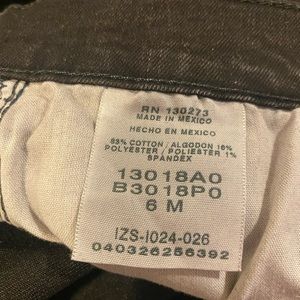 RN 130273
MADE IN MEXICO
HECHO EN MEXICO
83% COTTON / ALGODON 16%
POLYESTER / POLIESTER 1%
SPANDEX
13018A0
B3018P0
6 M
IZS-I024-026
040326256392